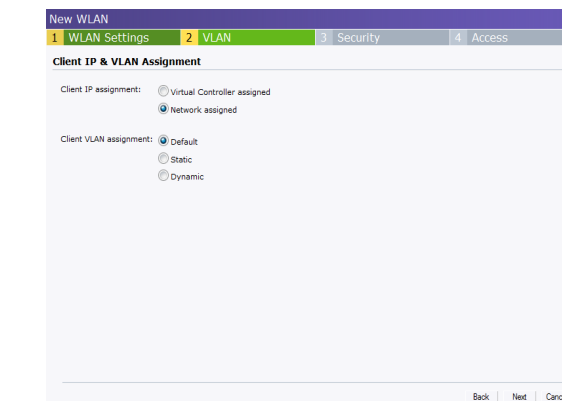 New WLAN
1 WLAN Settings 2 VLAN 3 Security 4 Access
Client IP & VLAN Assignment
Client IP assignment: Virtual Controller assigned
Network assigned
Client VLAN assignment: Default
Static
Dynamic
Back Next Canc